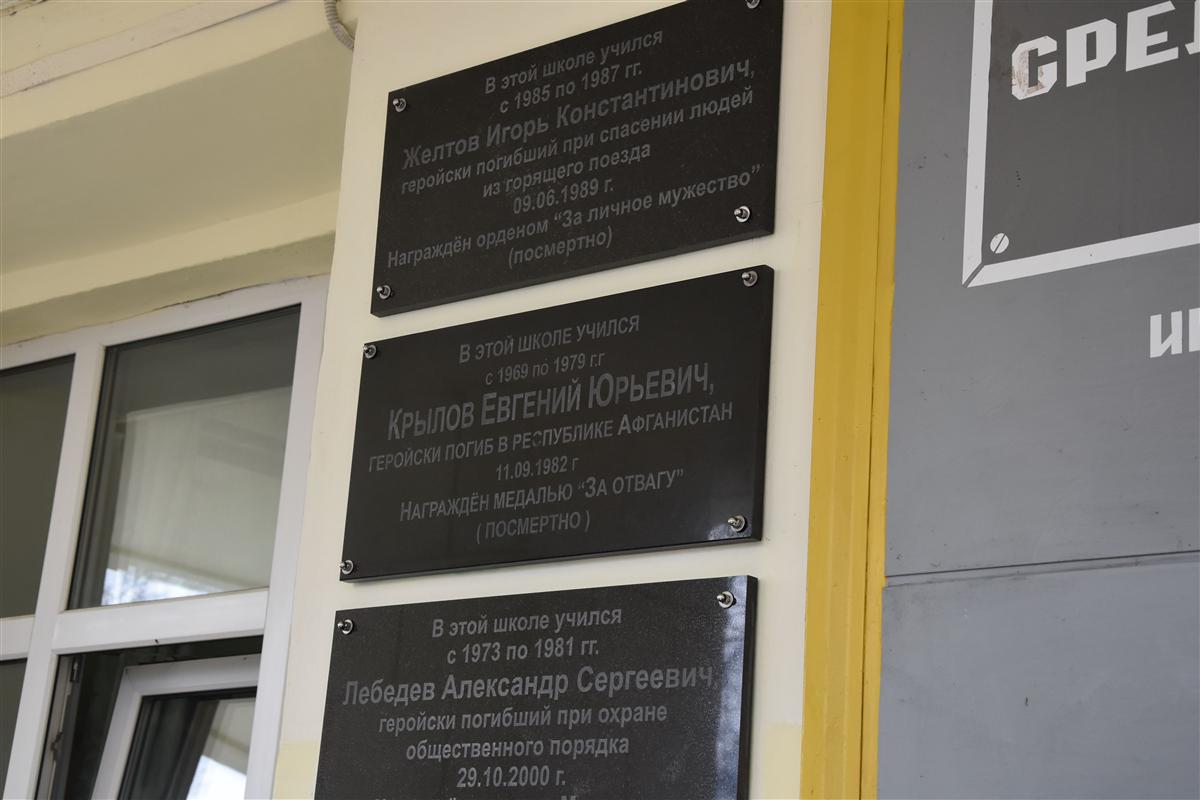 В этой школе учился
с 1985 по 1987 гг.
Желтов Игорь Константинович,
геройски погибший при спасении людей
из горящего поезда
09.06.1989 г.
Награждён орденом "За личное мужество"
(посмертно)
В ЭТОЙ ШКОЛЕ УЧИЛСЯ
с 1969 по 1979 г.г
КРЫЛОВ ЕВГЕНИЙ ЮРЬЕВИЧ,
ГЕРОЙСКИ ПОГИБ В РЕСПУБЛИКЕ АФГАНИСТАН
11.09.1982 г
НАГРАЖДЁН МЕДАЛЬЮ "ЗА ОТВАГУ"
( ПОСМЕРТНО )
В этой школе учился
с 1973 по 1981 гг.
Лебедев Александр Сергеевич,
геройски погибший при охране
общественного порядка
29.10.2000 г.